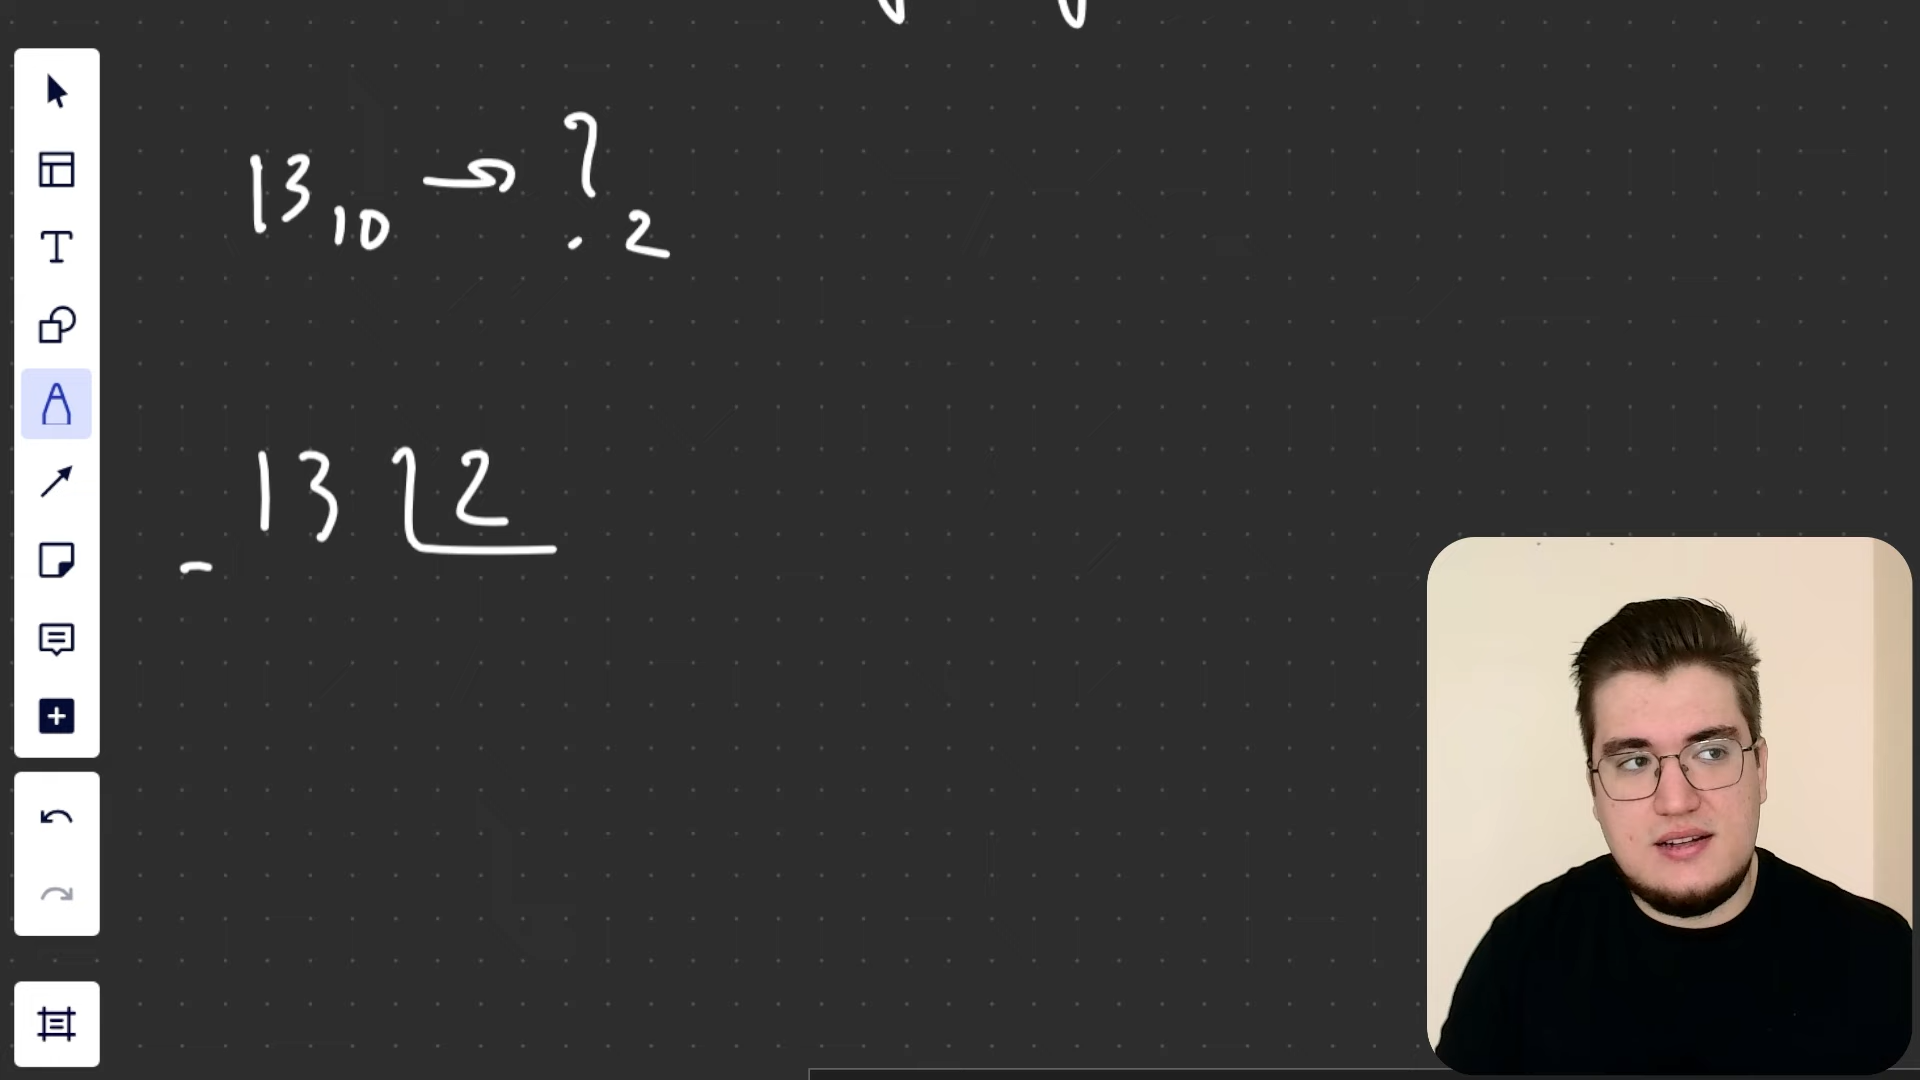 13₁₀ → ?₂
13 2
-